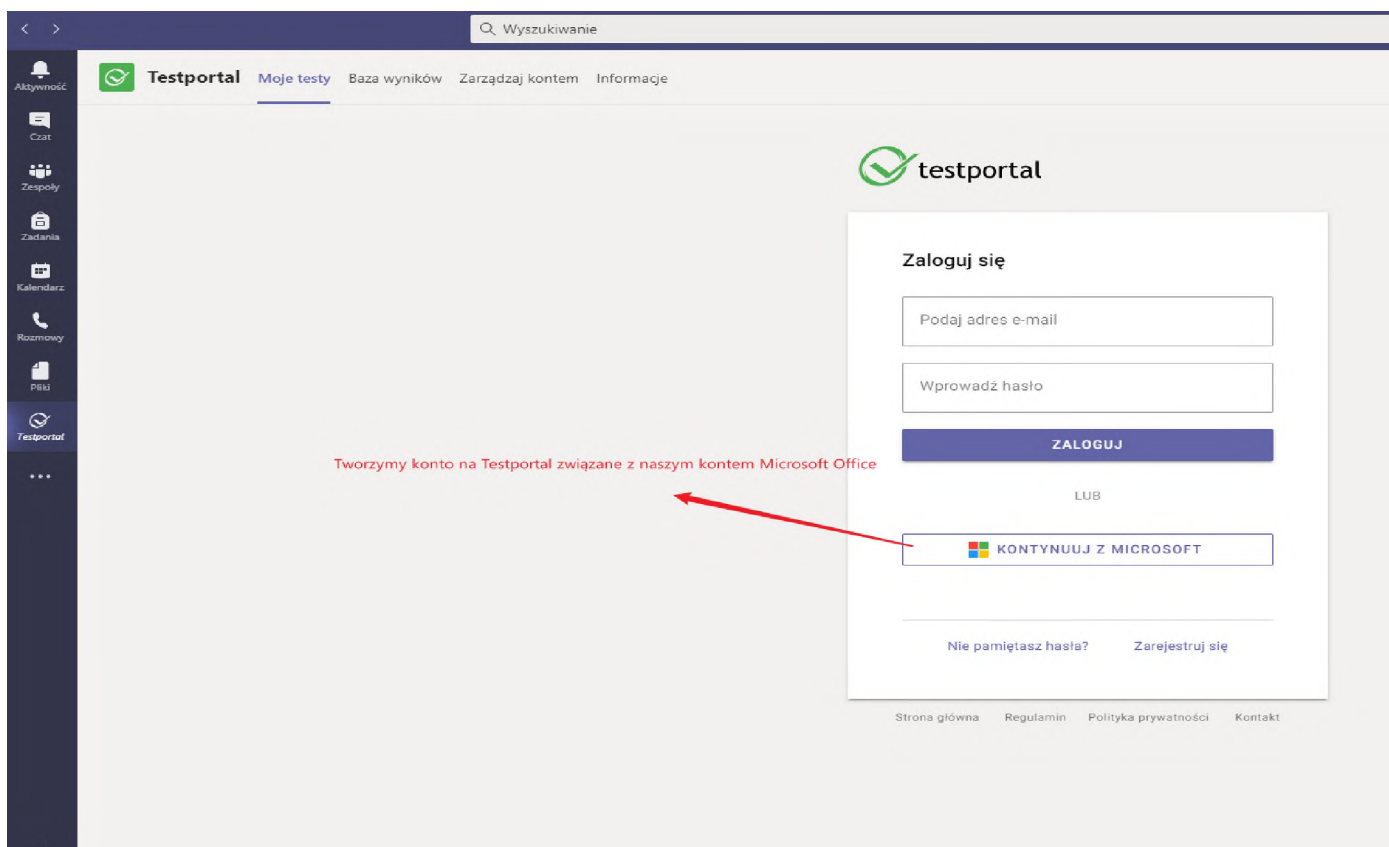 Wyszukiwanie
Aktywność
Czat
Zespoły
Zadania
Kalendarz
Rozmowy
Pliki
Testportal
Testportal Moje testy Baza wyników Zarządzaj kontem Informacje
testportal
Zaloguj się
Podaj adres e-mail
Wprowadź hasło
ZALOGUJ
Tworzymy konto na Testportal związane z naszym kontem Microsoft Office
LUB
KONTYNUUJ Z MICROSOFT
Nie pamiętasz hasła? Zarejestruj się
Strona główna Regulamin Polityka prywatności Kontakt